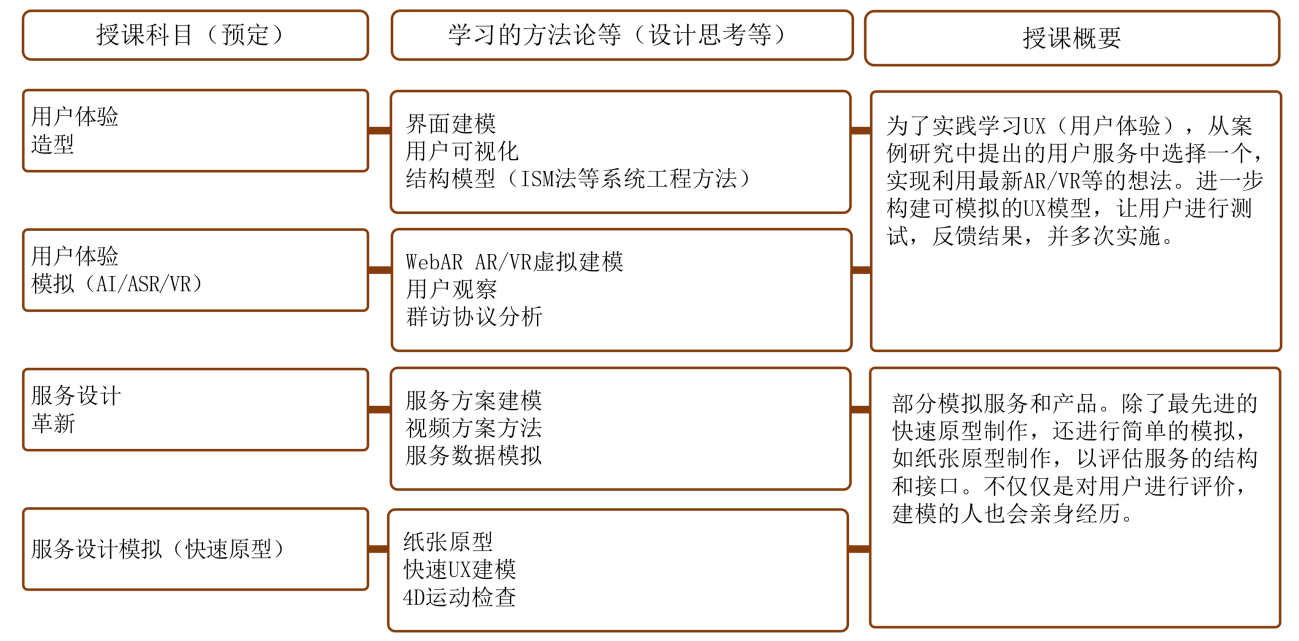 授课科目（预定）
学习的方法论等（设计思考等）
授课概要
用户体验
造型
界面建模
用户可视化
结构模型（ISM法等系统工程方法）
为了实践学习UX（用户体验），从案
例研究中提出的用户服务中选择一个，
实现利用最新AR/VR等的想法。进一步
构建可模拟的UX模型，让用户进行测
试，反馈结果，并多次实施。
用户体验
模拟（AI/ASR/VR）
WebAR AR/VR虚拟建模
用户观察
群访协议分析
服务设计
革新
服务方案建模
视频方案方法
服务数据模拟
部分模拟服务和产品。除了最先进的
快速原型制作，还进行简单的模拟，
如纸张原型制作，以评估服务的结构
和接口。不仅仅是对用户进行评价，
建模的人也会亲身经历。
服务设计模拟（快速原型）
纸张原型
快速UX建模
4D运动检查